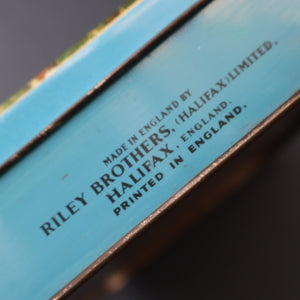 MADE IN ENGLAND BY
RILEY BROTHERS, (HALIFAX) LIMITED.
HALIFAX, ENGLAND.
PRINTED IN ENGLAND.